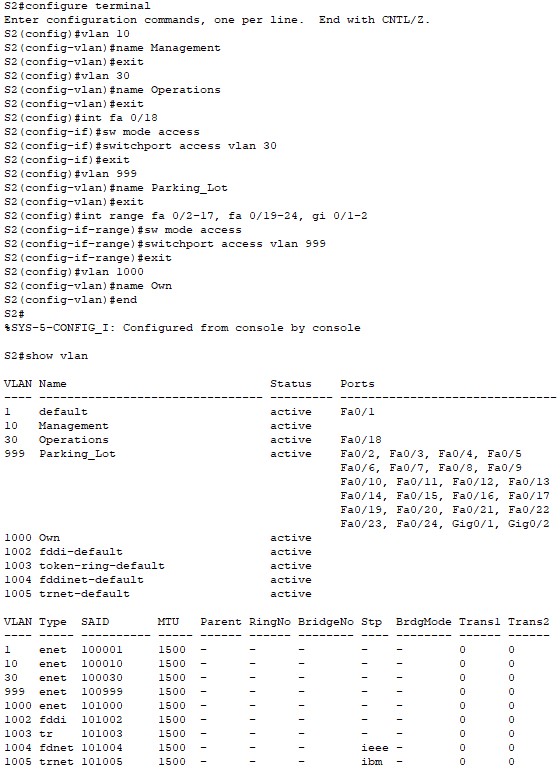 S2#configure terminal
Enter configuration commands, one per line.  End with CNTL/Z.
S2(config)#vlan 10
S2(config-vlan)#name Management
S2(config-vlan)#exit
S2(config)#vlan 30
S2(config-vlan)#name Operations
S2(config-vlan)#exit
S2(config)#int fa 0/18
S2(config-if)#sw mode access
S2(config-if)#switchport access vlan 30
S2(config-if)#exit
S2(config)#vlan 999
S2(config-vlan)#name Parking_Lot
S2(config-vlan)#exit
S2(config)#int range fa 0/2-17, fa 0/19-24, gi 0/1-2
S2(config-if-range)#sw mode access
S2(config-if-range)#switchport access vlan 999
S2(config-if-range)#exit
S2(config)#vlan 1000
S2(config-vlan)#name Own
S2(config-vlan)#end
S2#
%SYS-5-CONFIG_I: Configured from console by console
S2#show vlan
VLAN Name                             Status    Ports
---- -------------------------------- --------- -------------------------------
1    default                          active    Fa0/1
10   Management                       active
30   Operations                       active    Fa0/18
999  Parking_Lot                      active    Fa0/2, Fa0/3, Fa0/4, Fa0/5
                                                Fa0/6, Fa0/7, Fa0/8, Fa0/9
                                                Fa0/10, Fa0/11, Fa0/12, Fa0/13
                                                Fa0/14, Fa0/15, Fa0/16, Fa0/17
                                                Fa0/19, Fa0/20, Fa0/21, Fa0/22
                                                Fa0/23, Fa0/24, Gig0/1, Gig0/2
1000 Own                              active
1002 fddi-default                     active
1003 token-ring-default               active
1004 fddinet-default                  active
1005 trnet-default                    active
VLAN Type  SAID       MTU   Parent RingNo BridgeNo Stp  BrdgMode Trans1 Trans2
---- ----- ---------- ----- ------ ------ -------- ---- -------- ------ ------
1    enet  100001     1500  -      -      -        -    -        0      0
10   enet  100010     1500  -      -      -        -    -        0      0
30   enet  100030     1500  -      -      -        -    -        0      0
999  enet  100999     1500  -      -      -        -    -        0      0
1000 enet  101000     1500  -      -      -        -    -        0      0
1002 fddi  101002     1500  -      -      -        -    -        0      0
1003 tr    101003     1500  -      -      -        -    -        0      0
1004 fdnet 101004     1500  -      -      -        ieee -        0      0
1005 trnet 101005     1500  -      -      -        ibm  -        0      0